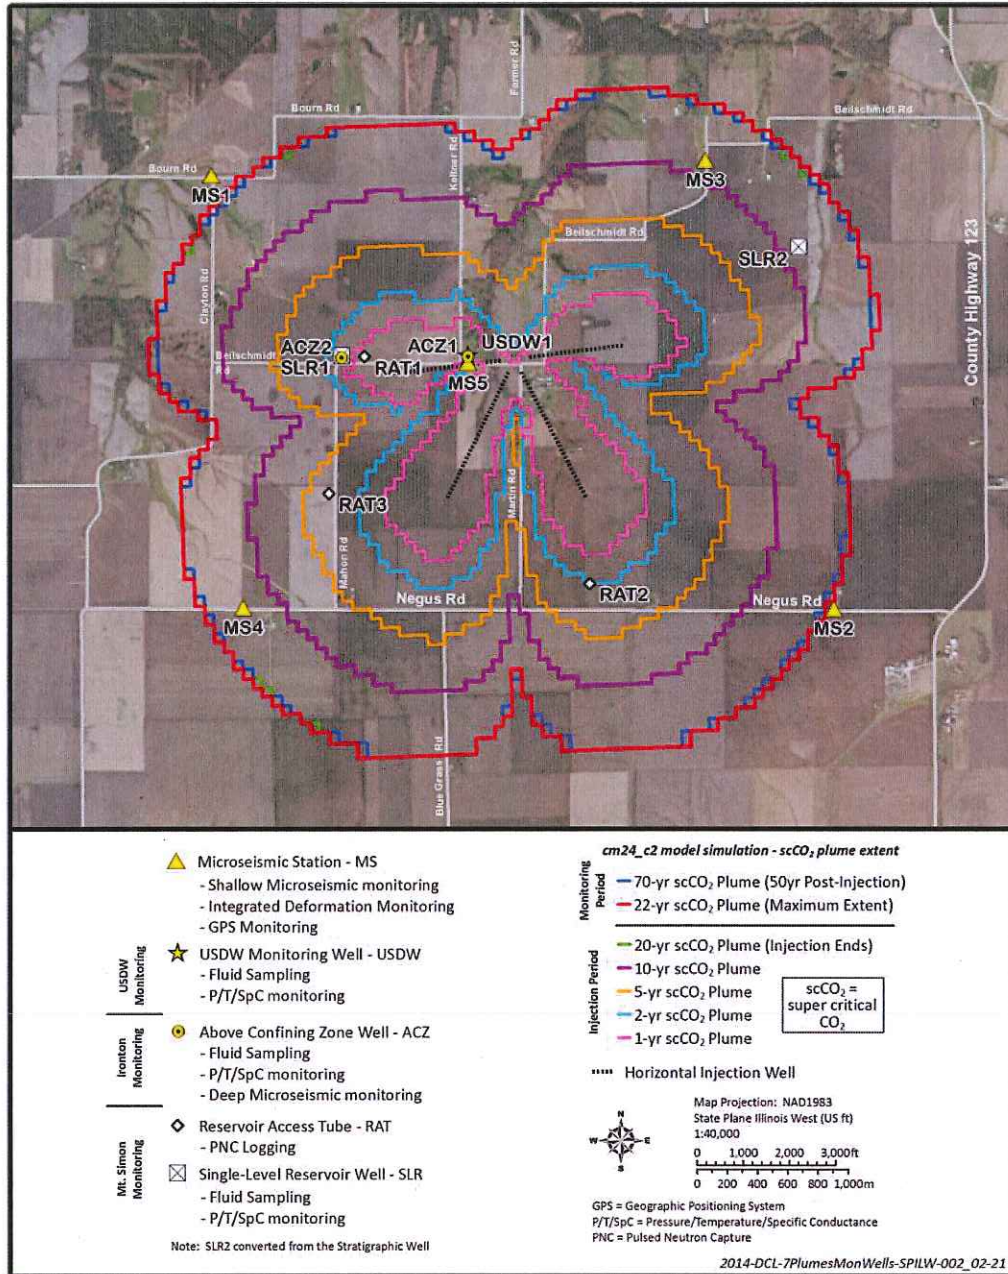 Bourn Rd
Farmer Rd
Beilschmidt Rd
Bourn Rd
MS1
Keltner Rd
MS3
Beilschmidt Rd
SLR2
County Highway 123
Clayton Rd
Beilschmidt Rd
ACZ2
SLR1
RAT1
ACZ1
USDW1
MS5
RAT3
Mahon Rd
Martin Rd
RAT2
Negus Rd
Negus Rd
MS4
MS2
Blue Grass Rd
Microseismic Station - MS
- Shallow Microseismic monitoring
- Integrated Deformation Monitoring
- GPS Monitoring
USDW Monitoring
USDW Monitoring Well - USDW
- Fluid Sampling
- P/T/SpC monitoring
Ironton Monitoring
Above Confining Zone Well - ACZ
- Fluid Sampling
- P/T/SpC monitoring
- Deep Microseismic monitoring
Mt. Simon Monitoring
Reservoir Access Tube - RAT
- PNC Logging
Single-Level Reservoir Well - SLR
- Fluid Sampling
- P/T/SpC monitoring
Note: SLR2 converted from the Stratigraphic Well
cm24_c2 model simulation - scCO₂ plume extent
Monitoring Period
70-yr scCO₂ Plume (50yr Post-Injection)
22-yr scCO₂ Plume (Maximum Extent)
Injection Period
20-yr scCO₂ Plume (Injection Ends)
10-yr scCO₂ Plume
5-yr scCO₂ Plume
2-yr scCO₂ Plume
1-yr scCO₂ Plume
scCO₂ =
super critical
CO₂
Horizontal Injection Well
N
W E
S
Map Projection: NAD1983
State Plane Illinois West (US ft)
1:40,000
0 1,000 2,000 3,000ft
0 200 400 600 800 1,000m
GPS = Geographic Positioning System
P/T/SpC = Pressure/Temperature/Specific Conductance
PNC = Pulsed Neutron Capture
2014-DCL-7PlumesMonWells-SPILW-002_02-21